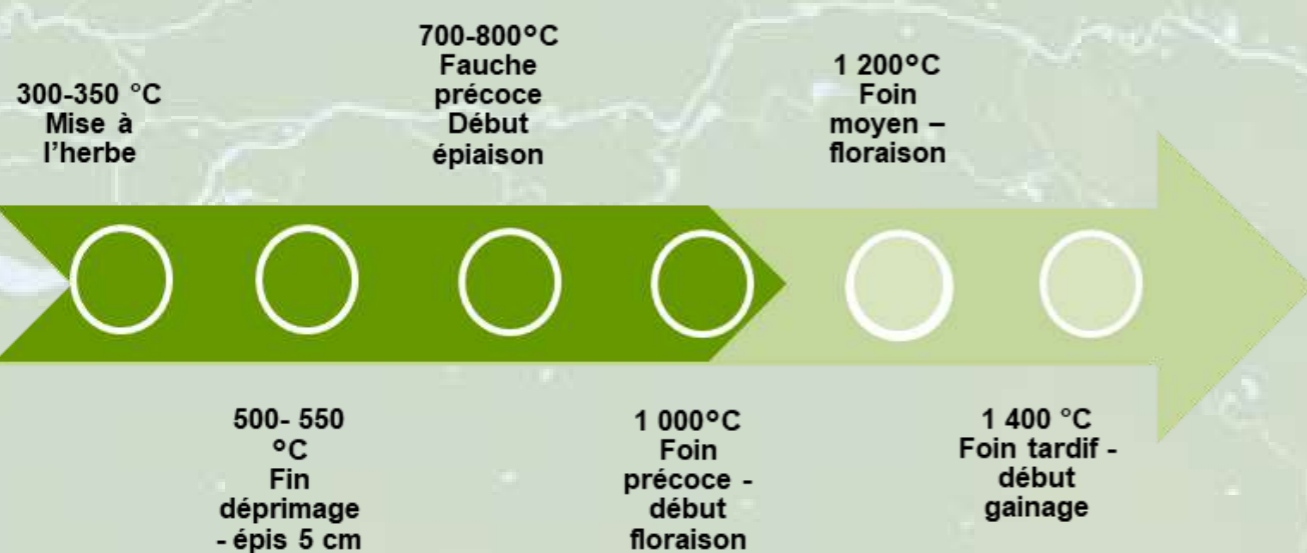 300-350 °C
Mise à
l'herbe
500- 550
°C
Fin
déprimage
- épis 5 cm
700-800°C
Fauche
précoce
Début
épiaison
1 000°C
Foin
précoce -
début
floraison
1 200°C
Foin
moyen –
floraison
1 400 °C
Foin tardif -
début
gainage